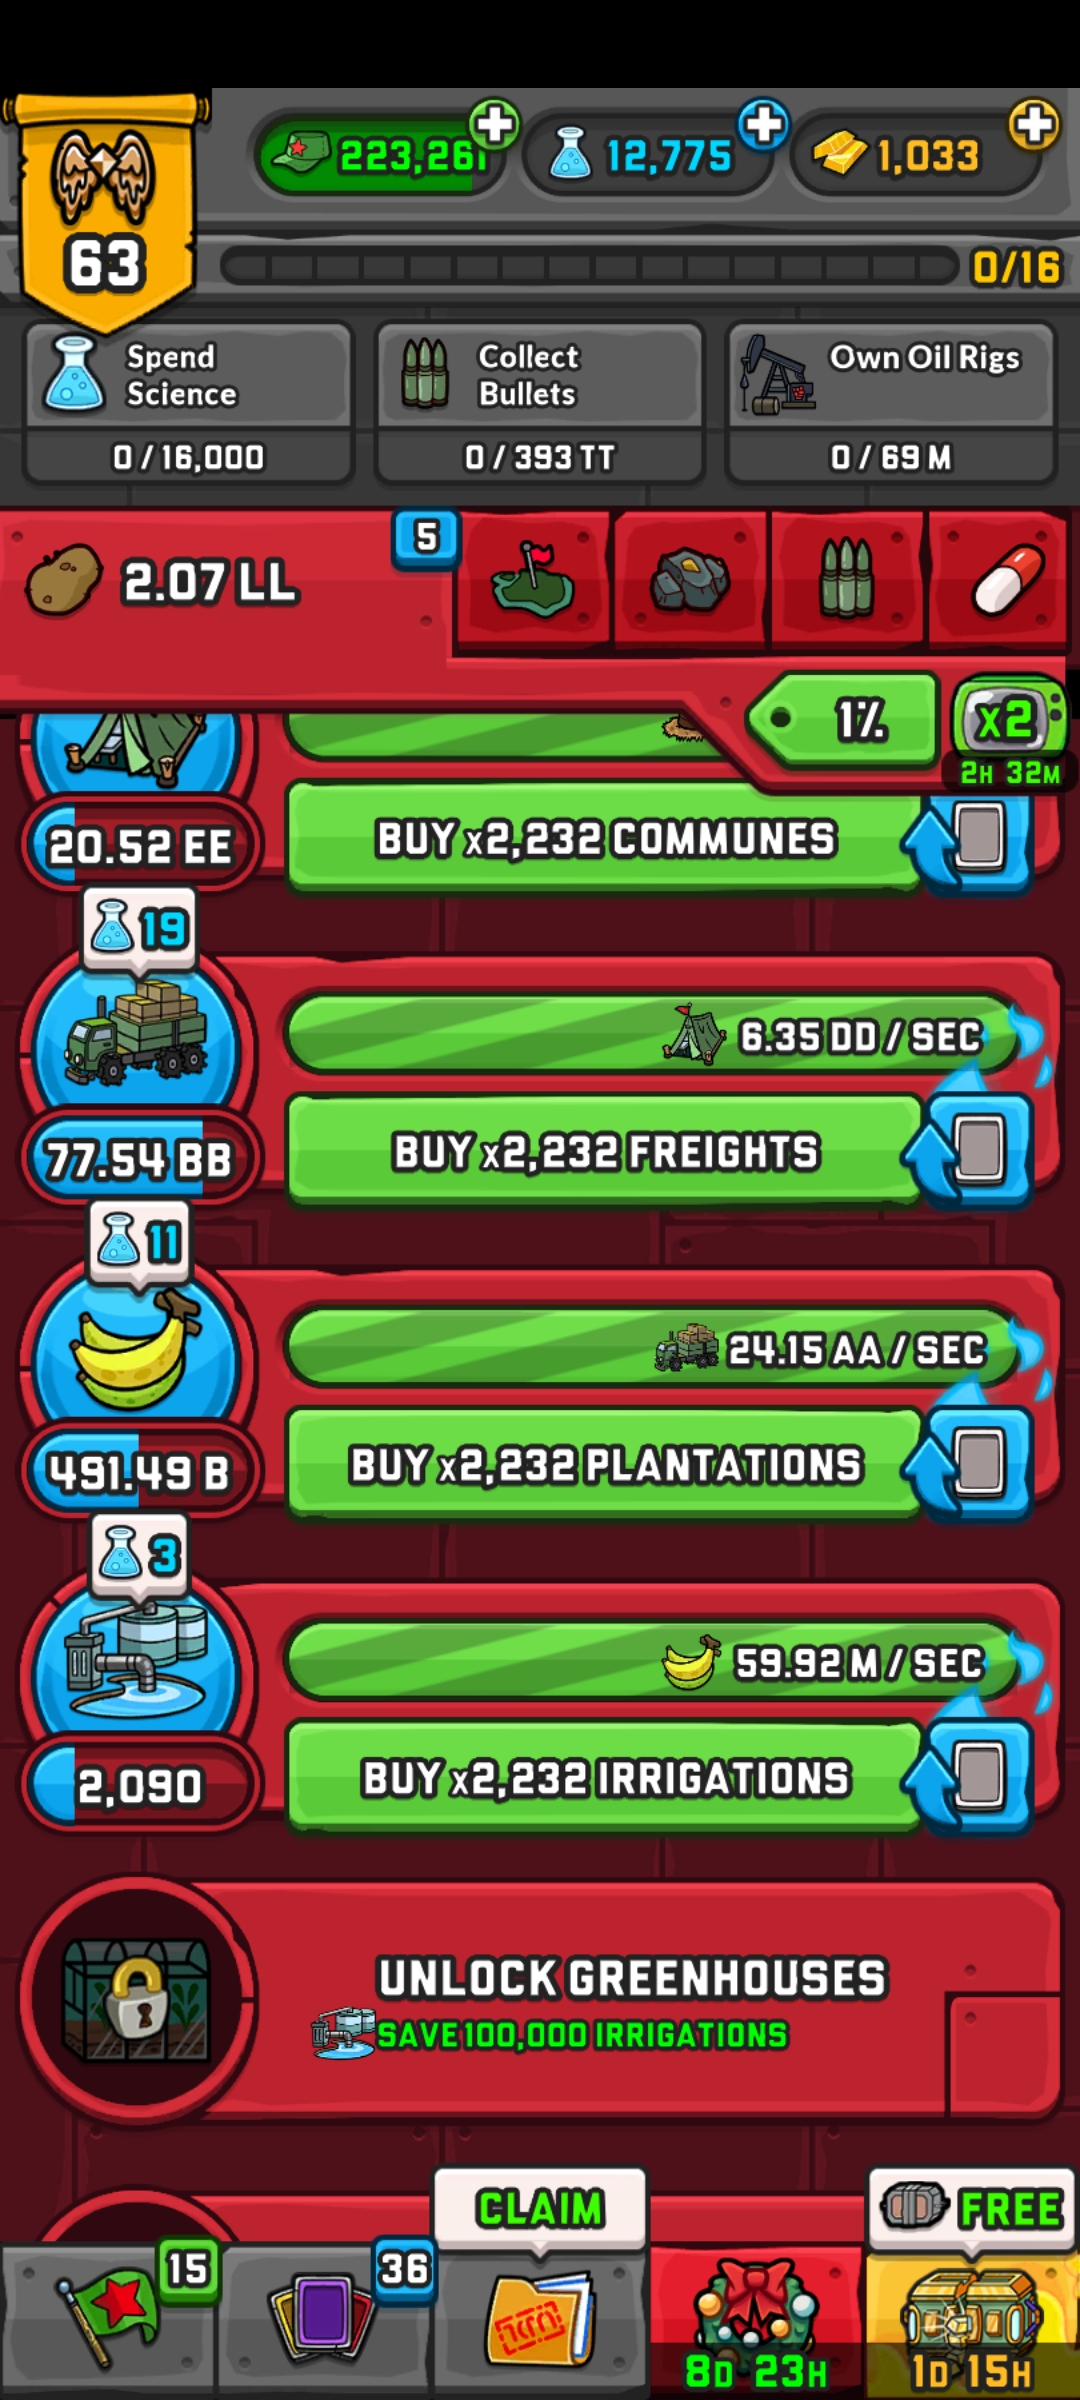 223,261
12,775
1,033
63
0/16
Spend
Science
0 / 16,000
Collect
Bullets
0 / 393 TT
Own Oil Rigs
0 / 69 M
2.07 LL
5
1%
x2
2H 32M
20.52 EE
BUY x2,232 COMMUNES
19
6.35 DD / SEC
77.54 BB
BUY x2,232 FREIGHTS
11
24.15 AA / SEC
491.49 B
BUY x2,232 PLANTATIONS
3
59.92 M / SEC
2,090
BUY x2,232 IRRIGATIONS
UNLOCK GREENHOUSES
SAVE 100,000 IRRIGATIONS
CLAIM
FREE
15
36
8D 23H
1D 15H